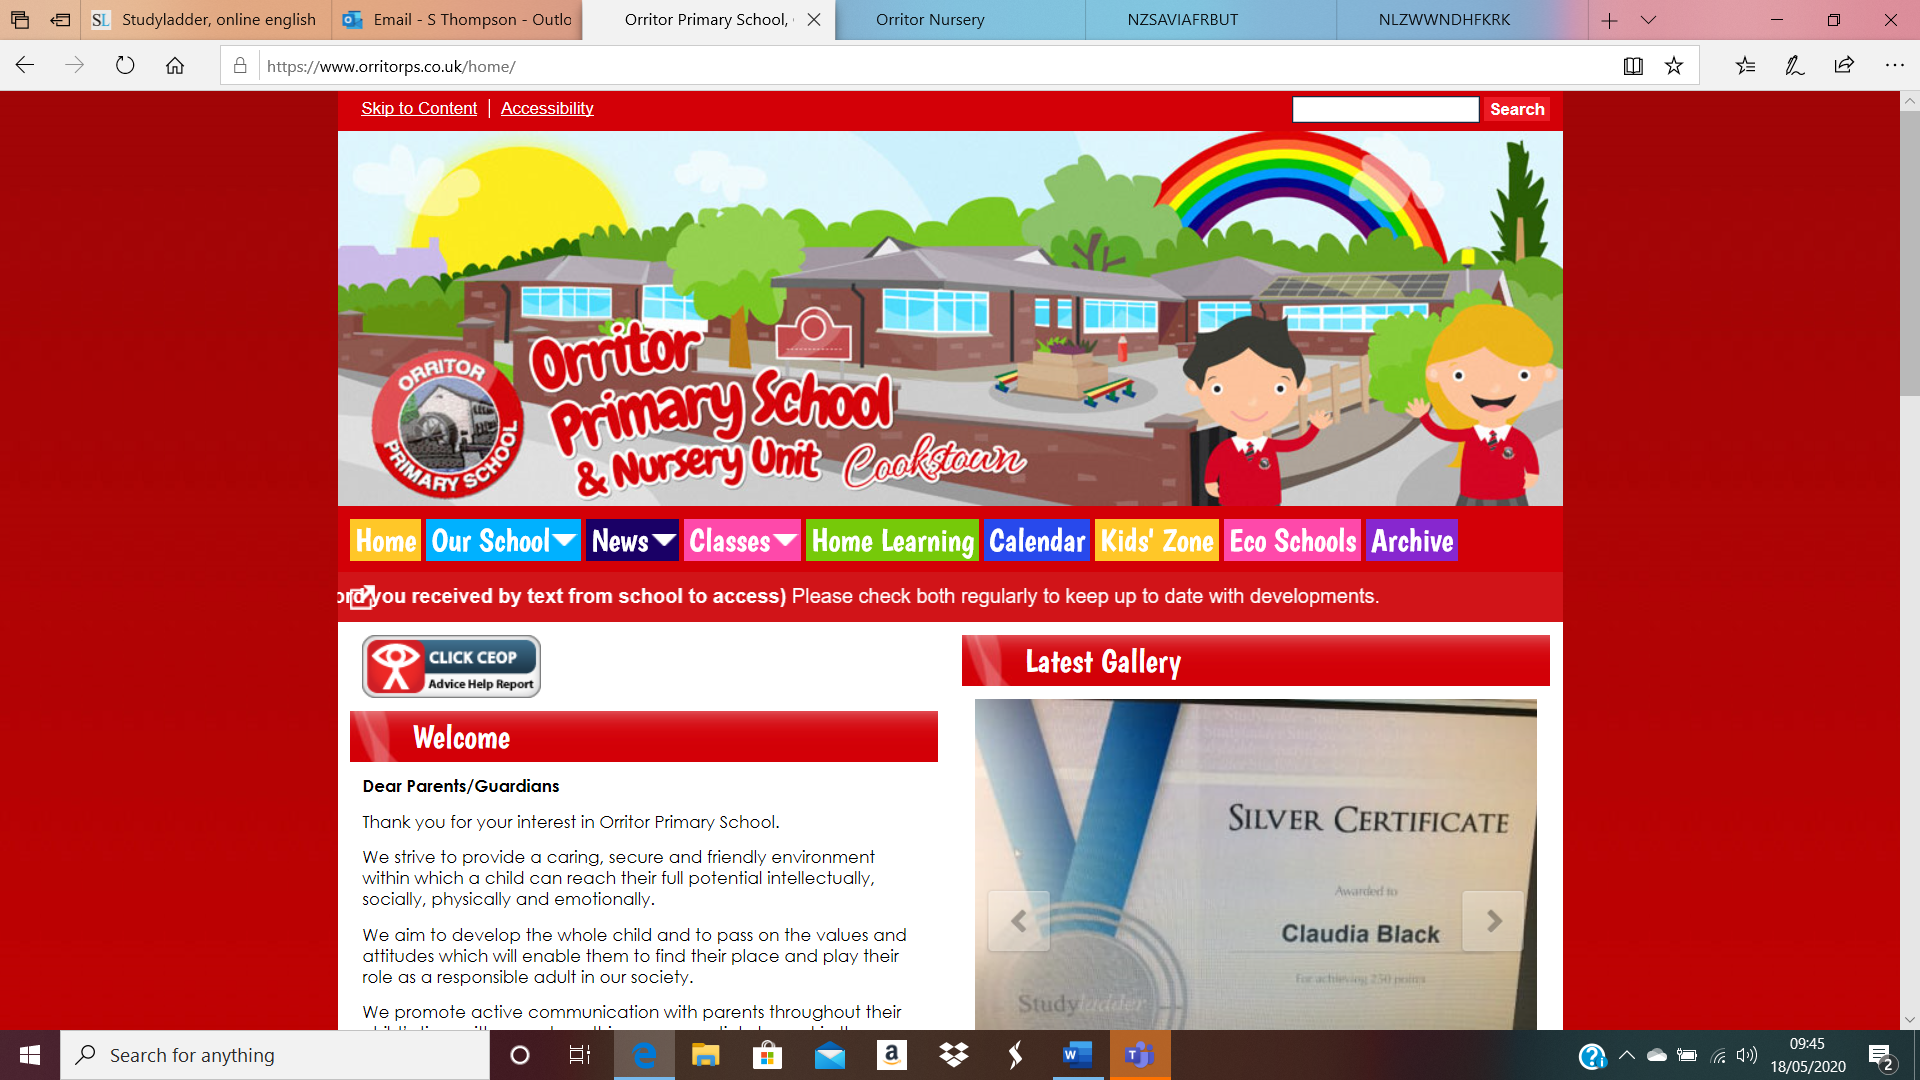 SL Studyladder, online english
Email - S Thompson - Outlo
Orritor Primary School,
Orritor Nursery
NZSAVIAFRBUT
NLZWWNDHFKRK
https://www.orritorps.co.uk/home/
Skip to Content | Accessibility
Search
Orritor
Primary School
& Nursery Unit Cookstown
ORRITOR
PRIMARY SCHOOL
Home Our School News Classes Home Learning Calendar Kids' Zone Eco Schools Archive
ord you received by text from school to access) Please check both regularly to keep up to date with developments.
CLICK CEOP
Advice Help Report
Welcome
Dear Parents/Guardians
Thank you for your interest in Orritor Primary School.
We strive to provide a caring, secure and friendly environment
within which a child can reach their full potential intellectually,
socially, physically and emotionally.
We aim to develop the whole child and to pass on the values and
attitudes which will enable them to find their place and play their
role as a responsible adult in our society.
We promote active communication with parents throughout their
Latest Gallery
SILVER CERTIFICATE
Awarded to
Claudia Black
For achieving 250 points
Studyladder
Search for anything
09:45
18/05/2020
2